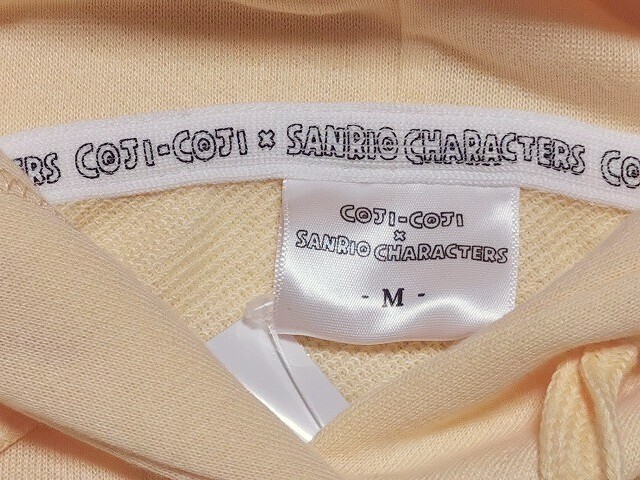 RS COJI-COJI × SANRIO CHARACTERS CO
COJI-COJI
×
SANRIO CHARACTERS
- M -